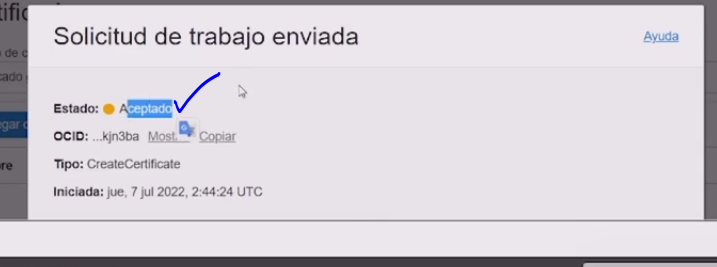 Solicitud de trabajo enviada
Ayuda
Estado: Aceptado
OCID: ...kjn3ba Most Copiar
Tipo: CreateCertificate
Iniciada: jue, 7 jul 2022, 2:44:24 UTC